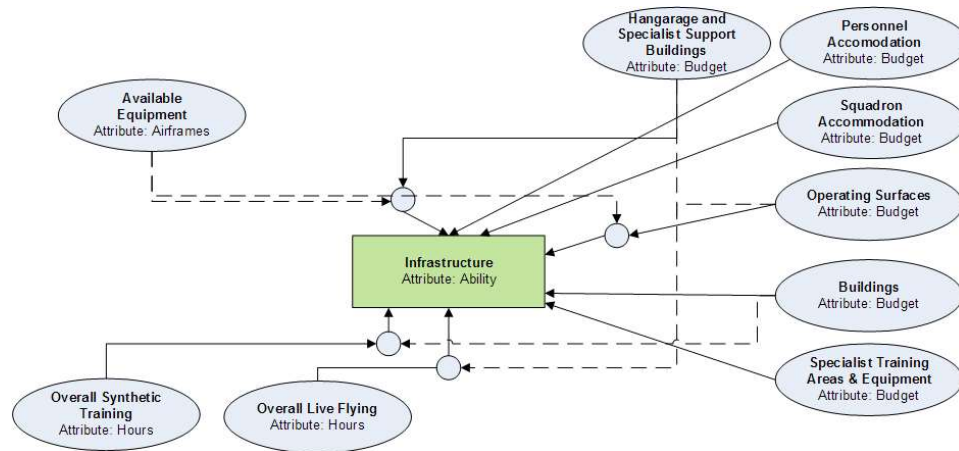 Hangarage and
Specialist Support
Buildings
Attribute: Budget
Personnel
Accomodation
Attribute: Budget
Available
Equipment
Attribute: Airframes
Squadron
Accommodation
Attribute: Budget
Operating Surfaces
Attribute: Budget
Infrastructure
Attribute: Ability
Buildings
Attribute: Budget
Specialist Training
Areas & Equipment
Attribute: Budget
Overall Synthetic
Training
Attribute: Hours
Overall Live Flying
Attribute: Hours